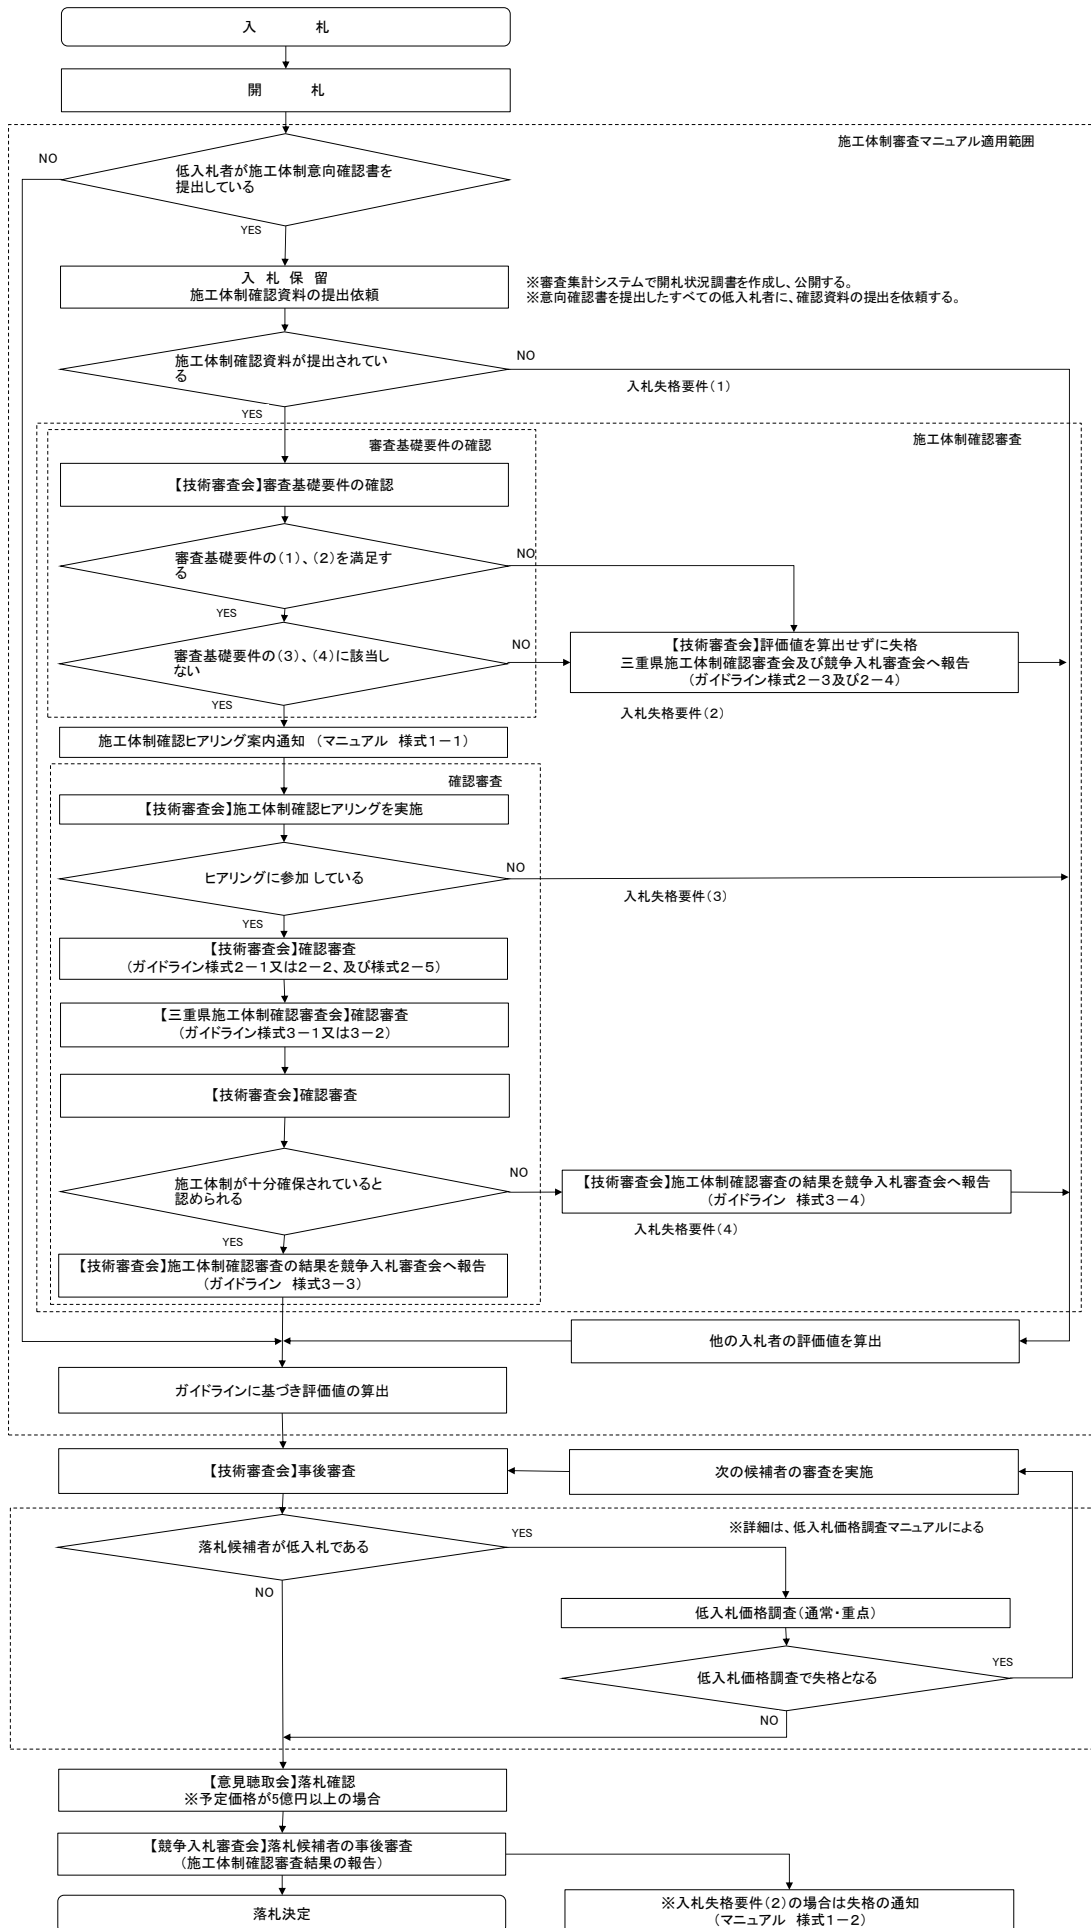 入　　　札
開　　　札
施工体制審査マニュアル適用範囲
NO
低入札者が施工体制意向確認書を
提出している
YES
入　札　保　留
施工体制確認資料の提出依頼
※審査集計システムで開札状況調書を作成し、公開する。
※意向確認書を提出したすべての低入札者に、確認資料の提出を依頼する。
施工体制確認資料が提出されてい
る
NO
入札失格要件（1）
YES
審査基礎要件の確認
施工体制確認審査
【技術審査会】審査基礎要件の確認
審査基礎要件の（1）、（2）を満足す
る
NO
YES
審査基礎要件の（3）、（4）に該当し
ない
NO
【技術審査会】評価値を算出せずに失格
三重県施工体制確認審査会及び競争入札審査会へ報告
（ガイドライン様式2－3及び2－4）
YES
入札失格要件（2）
施工体制確認ヒアリング案内通知　（マニュアル　様式1－1）
確認審査
【技術審査会】施工体制確認ヒアリングを実施
ヒアリングに参加 している
NO
入札失格要件（3）
YES
【技術審査会】確認審査
（ガイドライン様式2－1又は2－2、及び様式2－5）
【三重県施工体制確認審査会】確認審査
（ガイドライン様式3－1又は3－2）
【技術審査会】確認審査
施工体制が十分確保されていると
認められる
NO
【技術審査会】施工体制確認審査の結果を競争入札審査会へ報告
（ガイドライン　様式3－4）
入札失格要件（4）
YES
【技術審査会】施工体制確認審査の結果を競争入札審査会へ報告
（ガイドライン　様式3－3）
他の入札者の評価値を算出
ガイドラインに基づき評価値の算出
【技術審査会】事後審査
次の候補者の審査を実施
落札候補者が低入札である
YES
※詳細は、低入札価格調査マニュアルによる
NO
低入札価格調査（通常・重点）
低入札価格調査で失格となる
YES
NO
【意見聴取会】落札確認
※予定価格が5億円以上の場合
【競争入札審査会】落札候補者の事後審査
（施工体制確認審査結果の報告）
落札決定
※入札失格要件（2）の場合は失格の通知
（マニュアル　様式1－2）